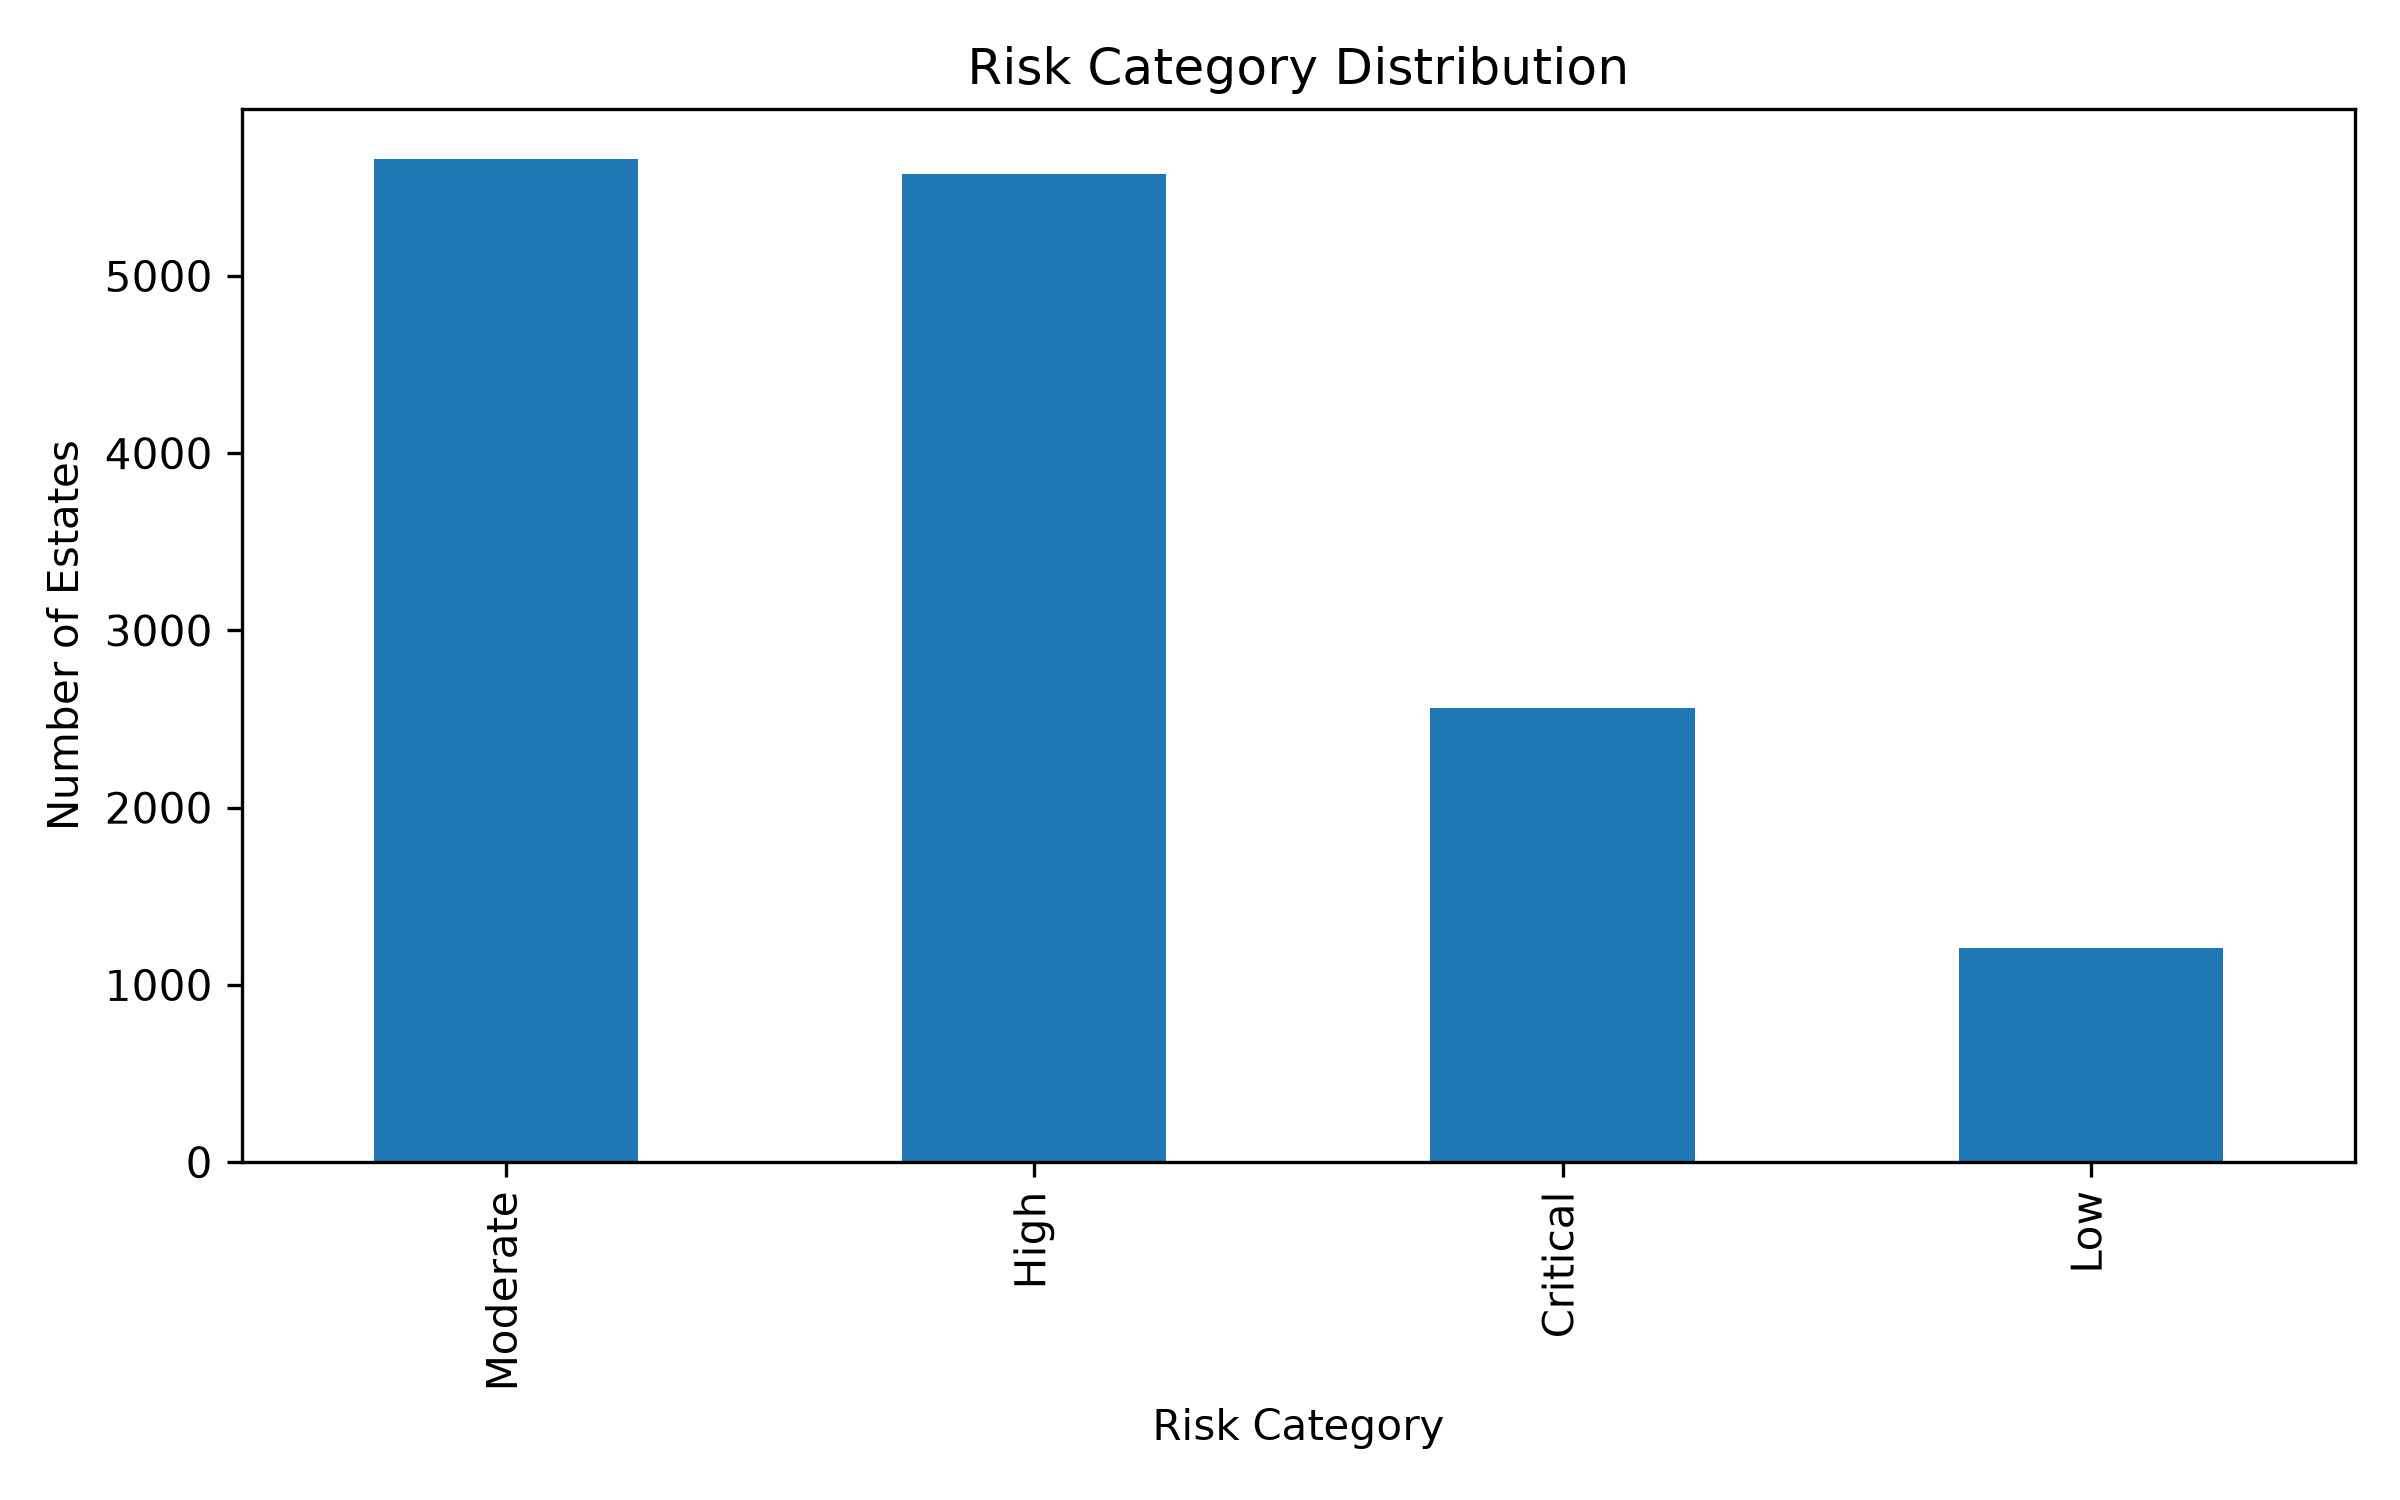 Risk Category Distribution
Number of Estates
5000
4000
3000
2000
1000
0
Moderate
High
Critical
Low
Risk Category